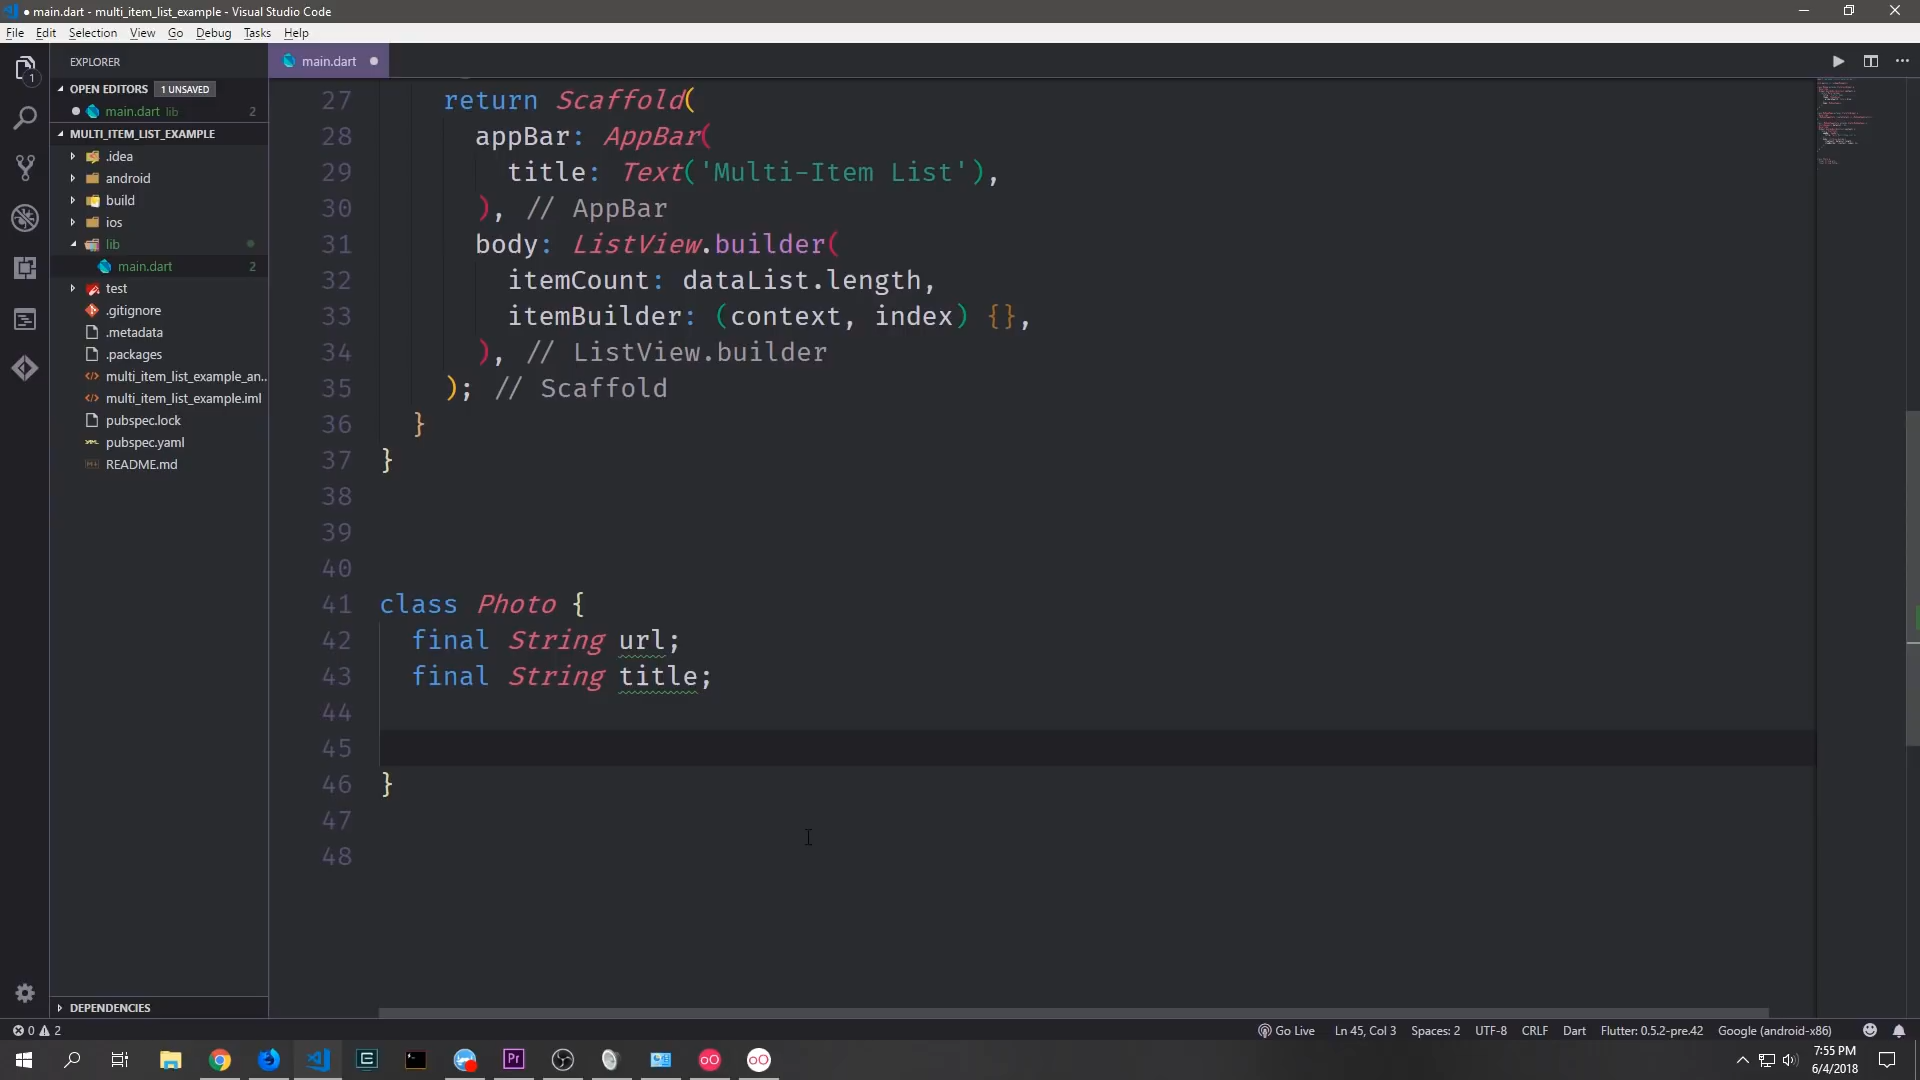 ● main.dart - multi_item_list_example - Visual Studio Code
File Edit Selection View Go Debug Tasks Help
1
EXPLORER
OPEN EDITORS 1 UNSAVED
● main.dart lib 2
MULTI_ITEM_LIST_EXAMPLE
.idea
android
build
ios
lib
main.dart 2
test
.gitignore
.metadata
.packages
multi_item_list_example_an...
multi_item_list_example.iml
pubspec.lock
pubspec.yaml
README.md
DEPENDENCIES
main.dart
27 return Scaffold(
28 appBar: AppBar(
29 title: Text('Multi-Item List'),
30 ), // AppBar
31 body: ListView.builder(
32 itemCount: dataList.length,
33 itemBuilder: (context, index) {},
34 ), // ListView.builder
35 ); // Scaffold
36 }
37 }
38
39
40
41 class Photo {
42 final String url;
43 final String title;
44
45
46 }
47
48
0 2
Go Live Ln 45, Col 3 Spaces: 2 UTF-8 CRLF Dart Flutter: 0.5.2-pre.42 Google (android-x86)
Pr
7:55 PM
6/4/2018